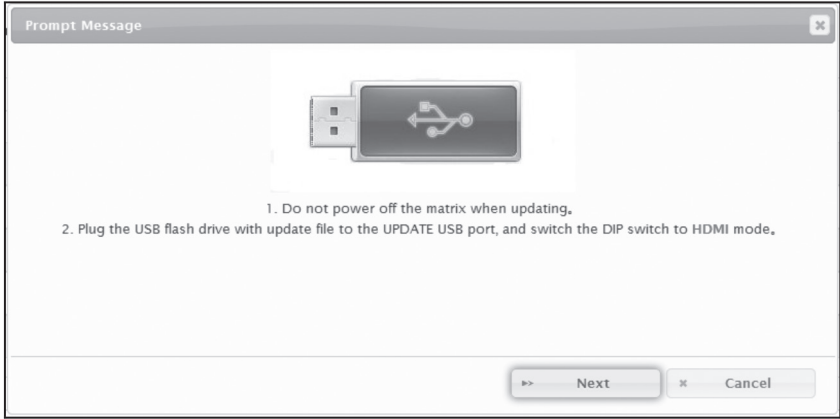 Prompt Message
1. Do not power off the matrix when updating。
2. Plug the USB flash drive with update file to the UPDATE USB port, and switch the DIP switch to HDMI mode。
Next
Cancel